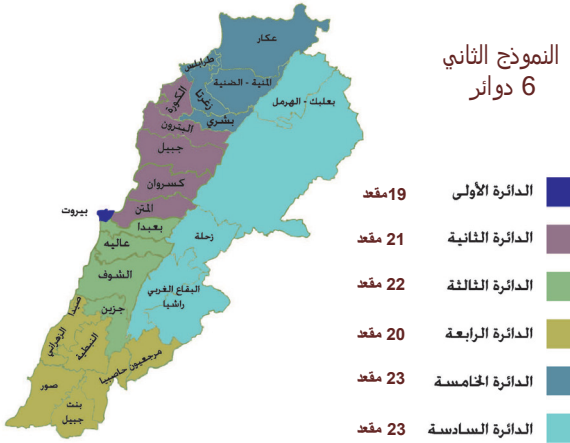 النموذج الثاني
6 دوائر
الدائرة الأولى 19 مقعد
الدائرة الثانية 21 مقعد
الدائرة الثالثة 22 مقعد
الدائرة الرابعة 20 مقعد
الدائرة الخامسة 23 مقعد
الدائرة السادسة 23 مقعد
عكار
طرابلس
المنية - الضنية
زغرتا
الكورة
بشري
بعلبك - الهرمل
البترون
جبيل
كسروان
المتن
بيروت
بعبدا
عاليه
زحلة
الشوف
البقاع الغربي
راشيا
صيدا
جزين
الزهراني
النبطية
مرجعيون حاصبيا
صور
بنت
جبيل